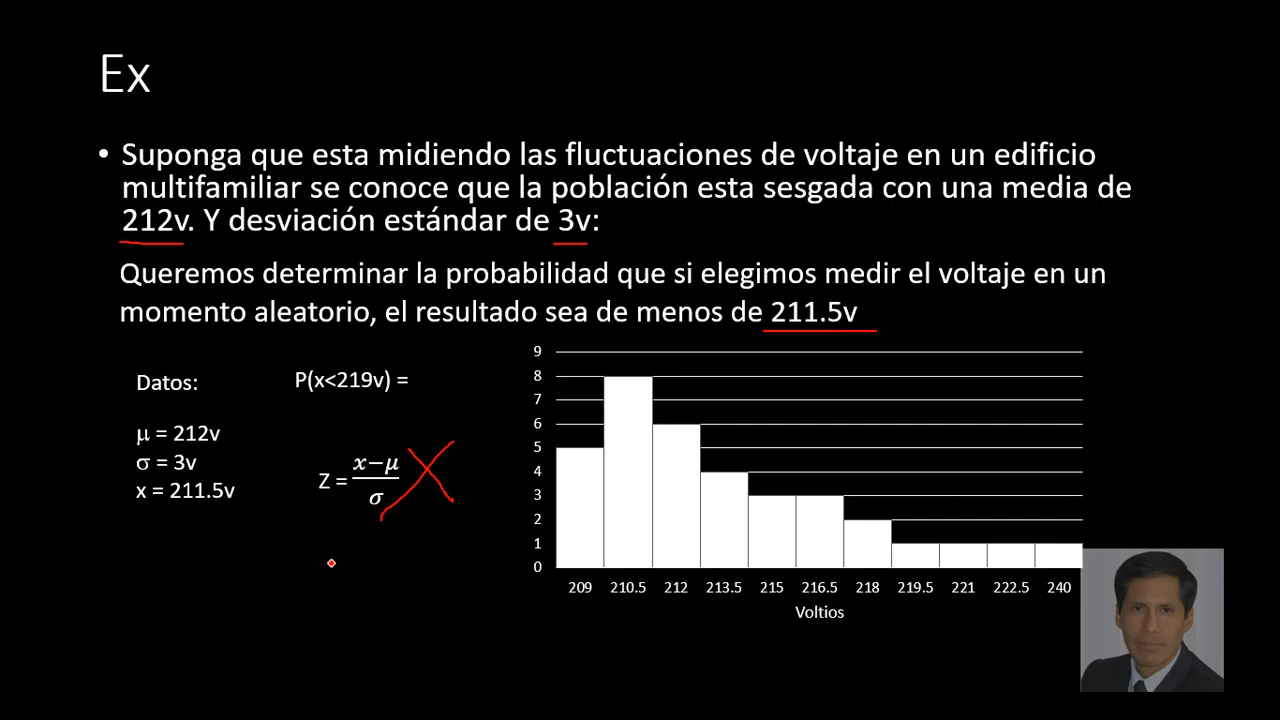 Ex
• Suponga que esta midiendo las fluctuaciones de voltaje en un edificio
multifamiliar se conoce que la población esta sesgada con una media de
212v. Y desviación estándar de 3v:
Queremos determinar la probabilidad que si elegimos medir el voltaje en un
momento aleatorio, el resultado sea de menos de 211.5v
Datos:
μ = 212v
σ = 3v
x = 211.5v
P(x<219v) =
Z = (x−μ)/σ
9
8
7
6
5
4
3
2
1
0
209 210.5 212 213.5 215 216.5 218 219.5 221 222.5 240
Voltios